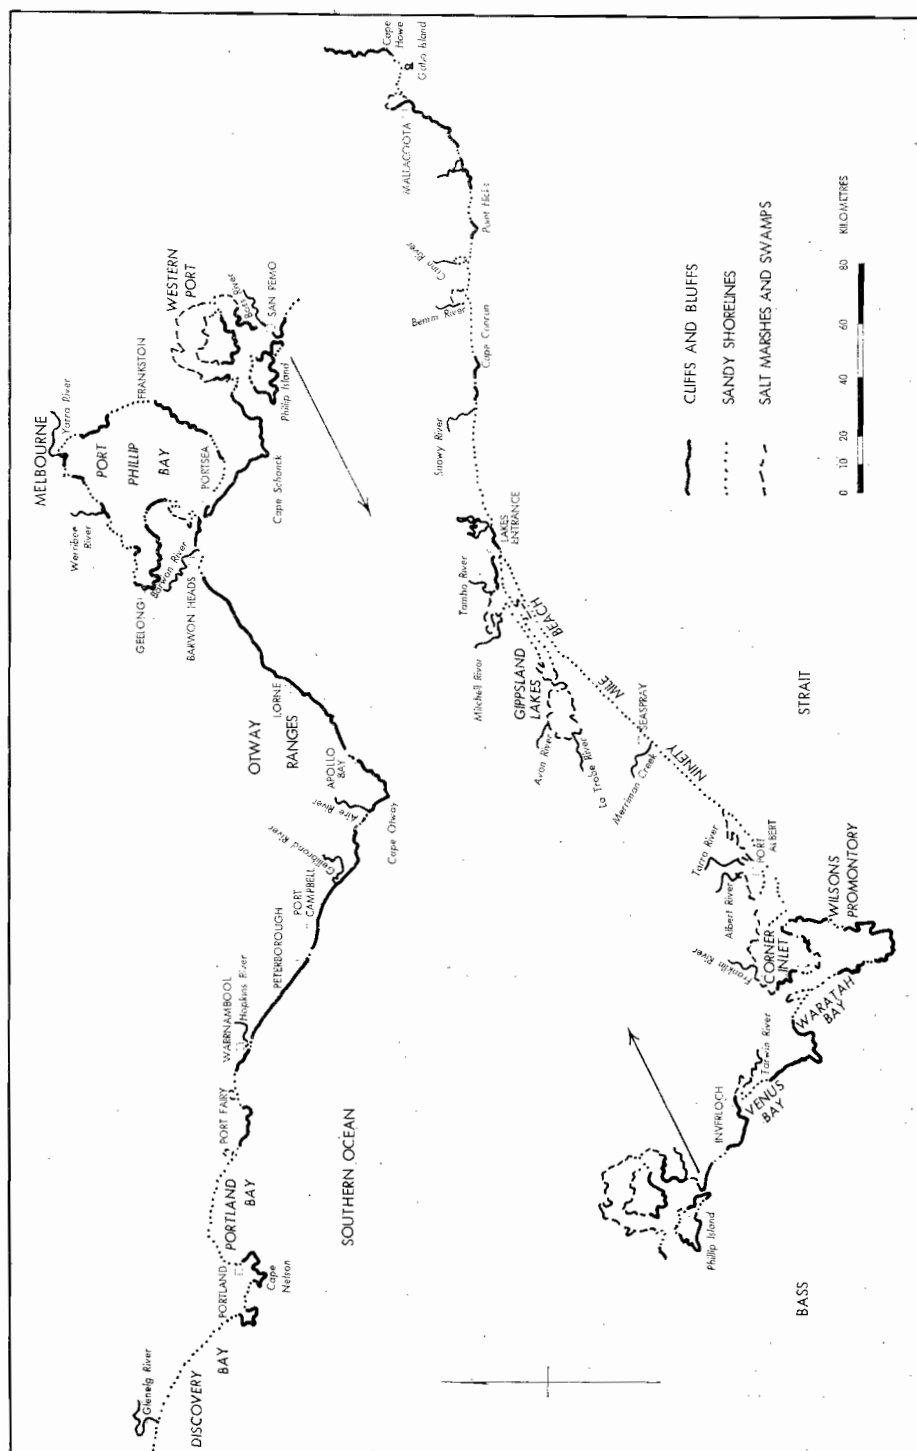 Glenelg River
DISCOVERY
BAY
PORTLAND
Cape
Nelson
PORTLAND
BAY
PORT FAIRY
WARRNAMBOOL
Hopkins River
PETERBOROUGH
PORT
CAMPBELL
Gellibrand River
Aire River
Cape Otway
APOLLO
BAY
OTWAY
RANGES
LORNE
BARWON HEADS
Barwon River
GEELONG
Werribee
River
MELBOURNE
Yarra River
PORT
PHILLIP
BAY
FRANKSTON
PORTSEA
Cape Schanck
WESTERN
PORT
Bass River
SAN REMO
Phillip Island
SOUTHERN OCEAN
Phillip Island
INVERLOCH
VENUS
BAY
Tarwin River
WARATAH
BAY
Franklin River
CORNER
INLET
WILSONS
PROMONTORY
Albert River
Tarra River
PORT
ALBERT
NINETY
MILE
BEACH
Merriman Creek
SEASPRAY
La Trobe River
Avon River
GIPPSLAND
LAKES
Mitchell River
Tambo River
LAKES
ENTRANCE
Snowy River
Cape Conran
Bemm River
Cann River
Point Hicks
MALLACOOTA
Cape
Howe
Gabo Island
BASS
STRAIT
CLIFFS AND BLUFFS
SANDY SHORELINES
SALT MARSHES AND SWAMPS
0 10 20 40 60 80 KILOMETRES